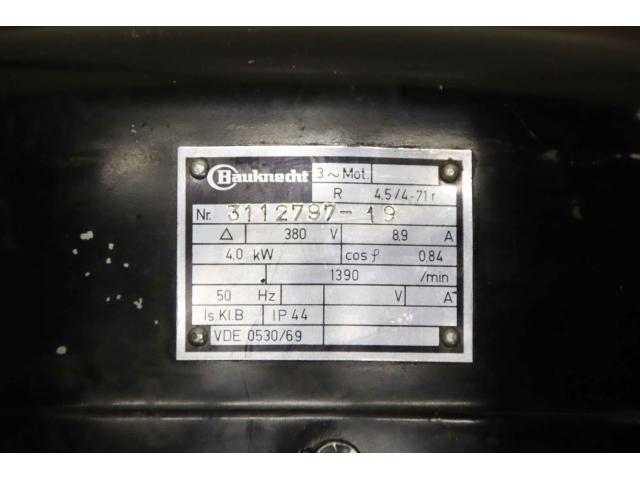 Bauknecht 3~Mot.
R 4.5/4-71 r
Nr. 3112797-19
△ 380 V 8,9 A
4,0 kW cos φ 0,84
1390 /min
50 Hz V A
Is.Kl.B IP 44
VDE 0530/69